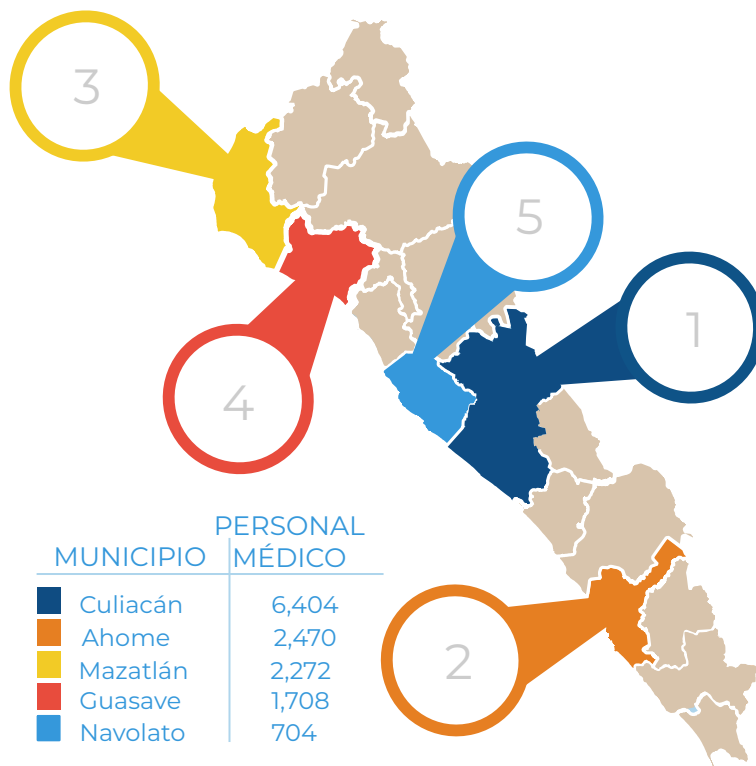 3
5
1
4
2
PERSONAL
MUNICIPIO MÉDICO
Culiacán 6,404
Ahome 2,470
Mazatlán 2,272
Guasave 1,708
Navolato 704